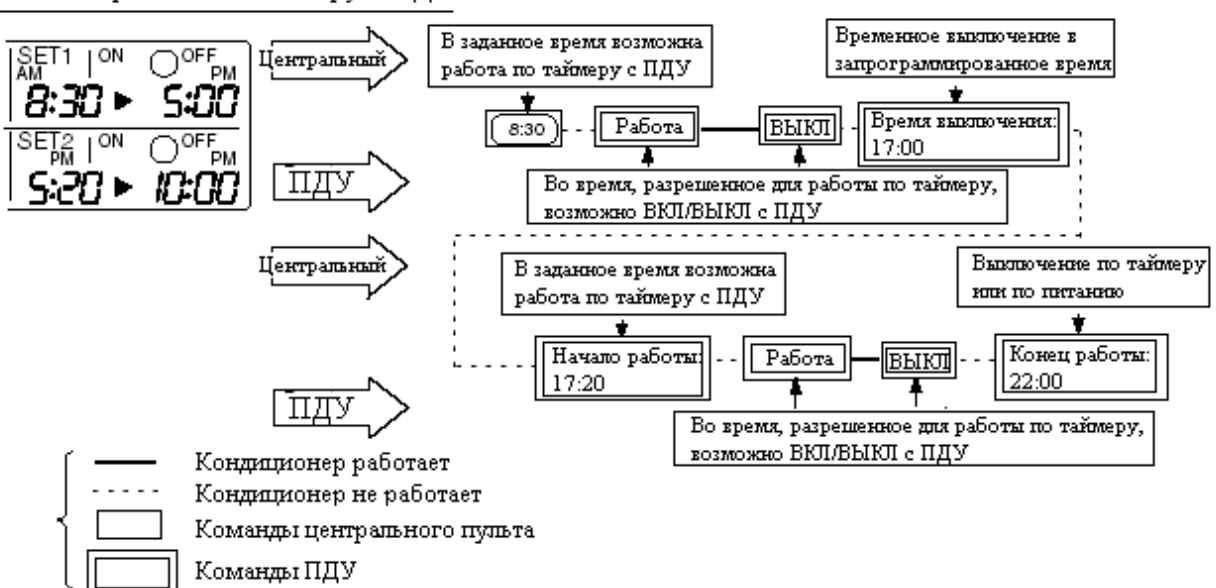 SET1 ON OFF
AM PM
8:30 ▶ 5:00
SET2 ON OFF
PM PM
5:20 ▶ 10:00
Центральный
В заданное время возможна
работа по таймеру с ПДУ
Временное выключение в
запрограммированное время
8:30
Работа
ВЫКЛ
Время выключения:
17:00
ПДУ
Во время, разрешенное для работы по таймеру,
возможно ВКЛ/ВЫКЛ с ПДУ
Центральный
В заданное время возможна
работа по таймеру с ПДУ
Выключение по таймеру
или по питанию
Начало работы:
17:20
Работа
ВЫКЛ
Конец работы:
22:00
ПДУ
Во время, разрешенное для работы по таймеру,
возможно ВКЛ/ВЫКЛ с ПДУ
Кондиционер работает
Кондиционер не работает
Команды центрального пульта
Команды ПДУ